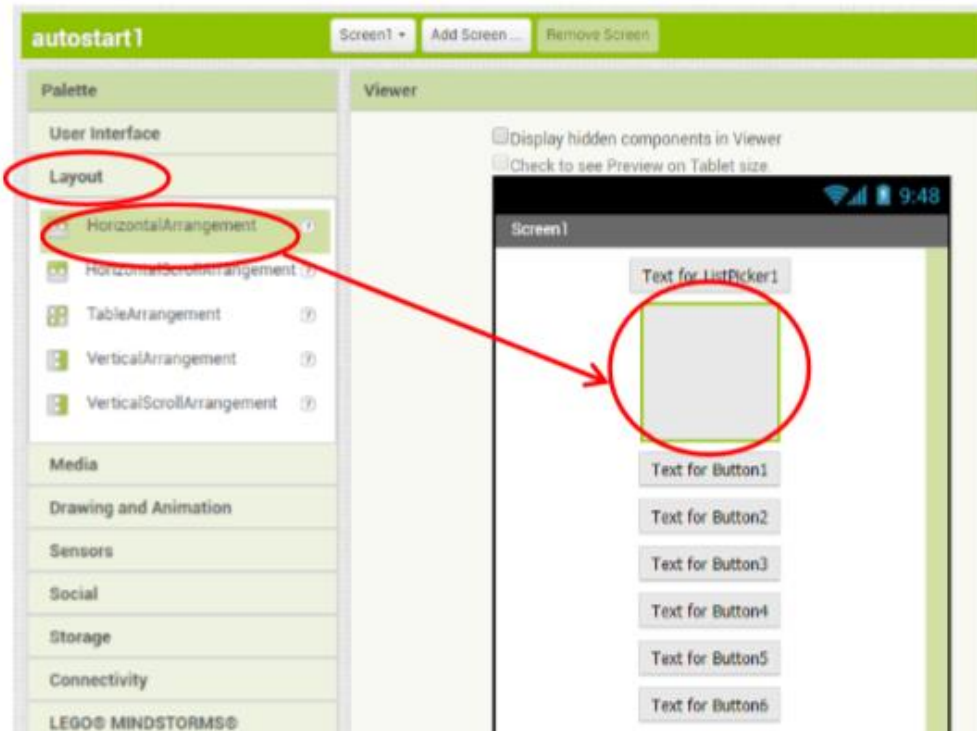 autostart1
Screen1
Add Screen ...
Remove Screen
Palette
Viewer
User Interface
Layout
HorizontalArrangement
HorizontalScrollArrangement
TableArrangement
VerticalArrangement
VerticalScrollArrangement
Media
Drawing and Animation
Sensors
Social
Storage
Connectivity
LEGO® MINDSTORMS®
Display hidden components in Viewer
Check to see Preview on Tablet size.
9:48
Screen1
Text for ListPicker1
Text for Button1
Text for Button2
Text for Button3
Text for Button4
Text for Button5
Text for Button6